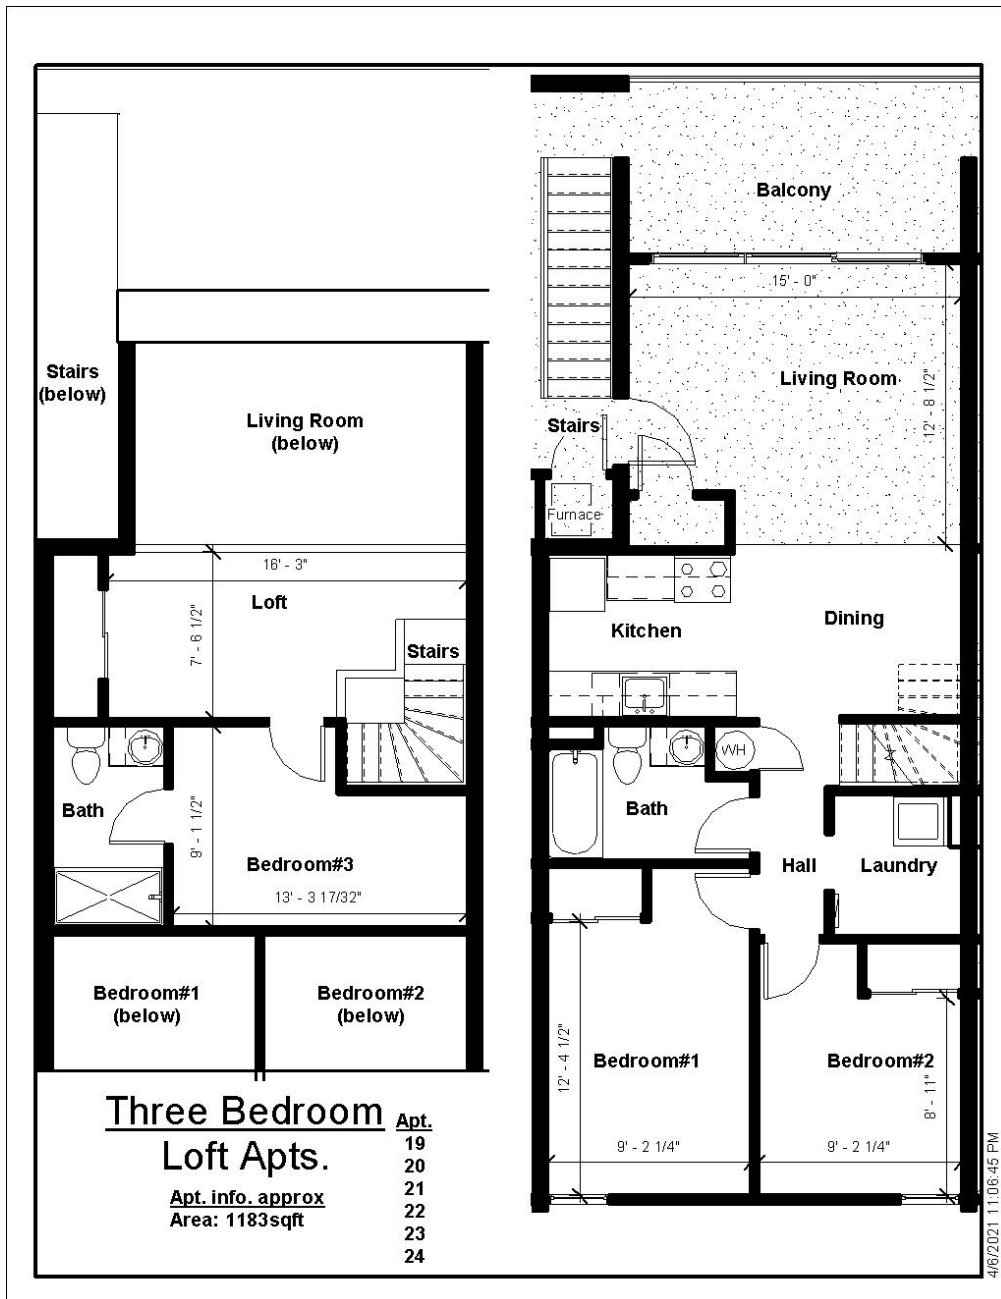 Balcony
15' - 0"
Stairs
(below)
Living Room
12' - 8 1/2"
Living Room
(below)
Stairs
Furnace
16' - 3"
Loft
7' - 6 1/2"
Stairs
Kitchen
Dining
WH
Bath
9' - 1 1/2"
Bedroom#3
13' - 3 17/32"
Bath
Hall
Laundry
Bedroom#1
(below)
Bedroom#2
(below)
12' - 4 1/2"
Bedroom#1
Bedroom#2
8' - 11"
9' - 2 1/4"
9' - 2 1/4"
Three Bedroom
Loft Apts.
Apt. info. approx
Area: 1183sqft
Apt.
19
20
21
22
23
24
4/6/2021 11:06:45 PM